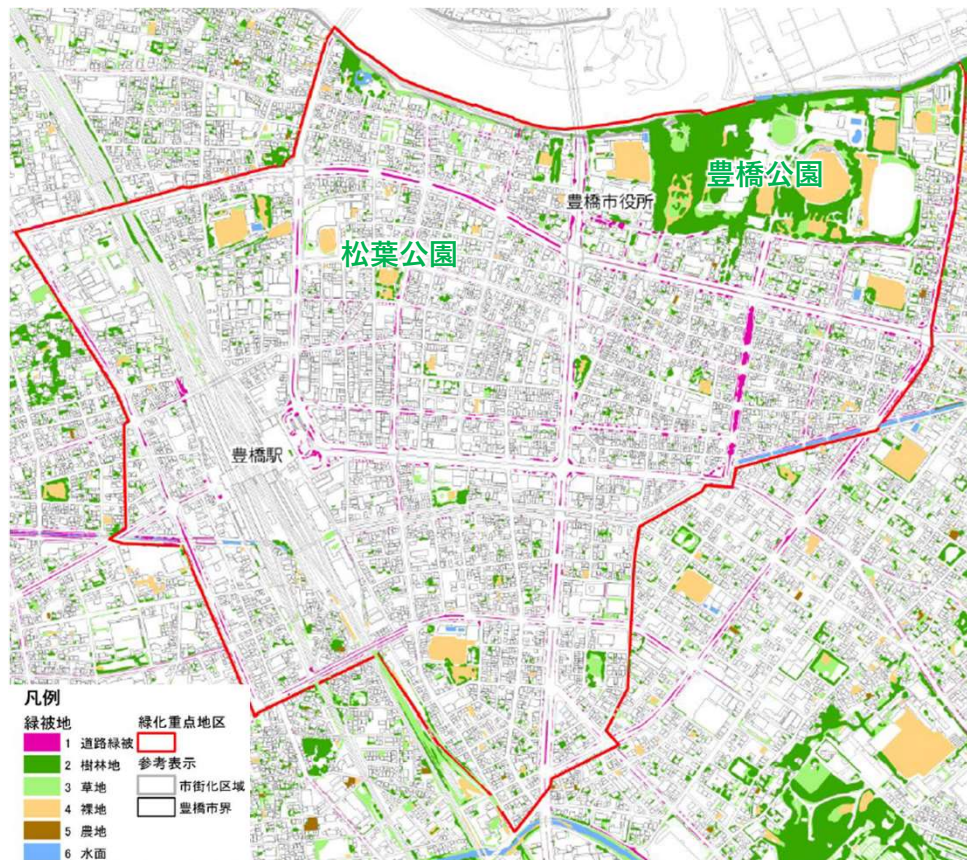 豊橋公園
豊橋市役所
松葉公園
豊橋駅
凡例
緑被地
1 道路緑被
2 樹林地
3 草地
4 裸地
5 農地
6 水面
緑化重点地区
参考表示
市街化区域
豊橋市界